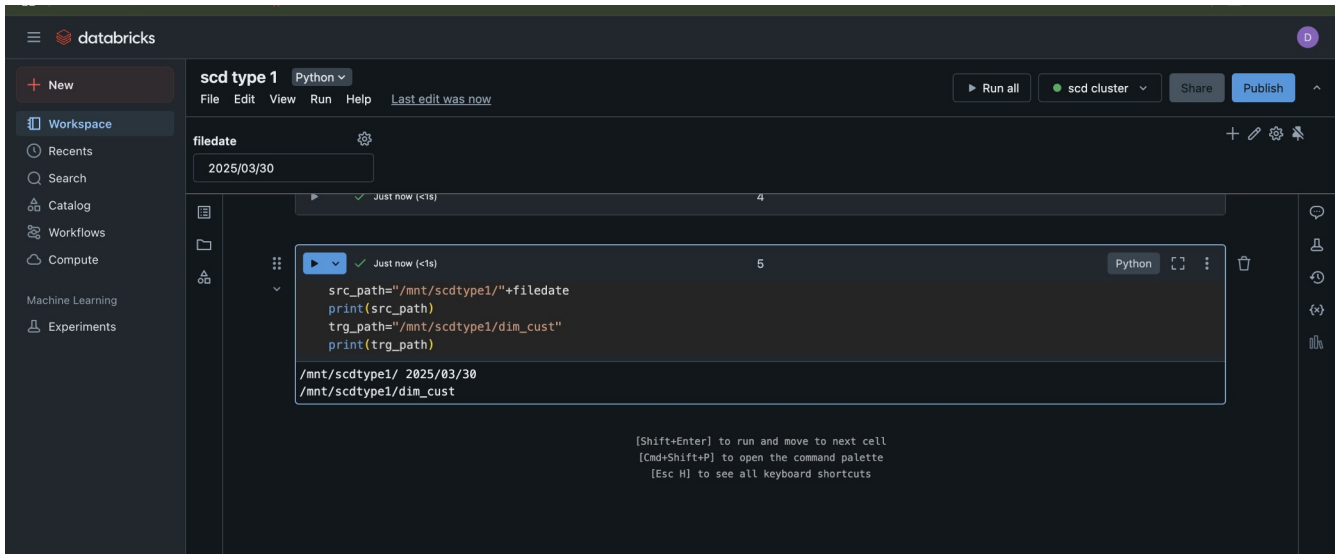 databricks
D
New
Workspace
Recents
Search
Catalog
Workflows
Compute
Machine Learning
Experiments
scd type 1 Python
File Edit View Run Help Last edit was now
Run all
scd cluster
Share
Publish
filedate
2025/03/30
Just now (<1s) 4
Just now (<1s) 5 Python
src_path="/mnt/scdtype1/"+filedate
print(src_path)
trg_path="/mnt/scdtype1/dim_cust"
print(trg_path)
/mnt/scdtype1/ 2025/03/30
/mnt/scdtype1/dim_cust
[Shift+Enter] to run and move to next cell
[Cmd+Shift+P] to open the command palette
[Esc H] to see all keyboard shortcuts